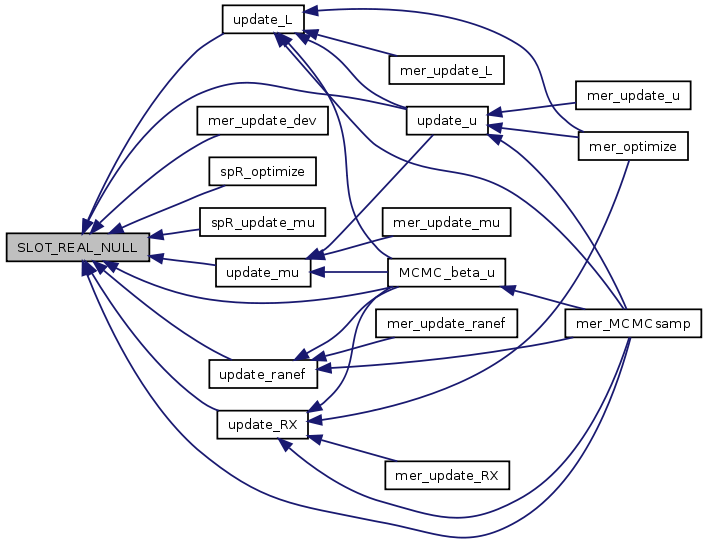 update_L
mer_update_L
mer_update_u
update_u
mer_update_dev
mer_optimize
spR_optimize
spR_update_mu
mer_update_mu
SLOT_REAL_NULL
update_mu
MCMC_beta_u
mer_update_ranef
mer_MCMCsamp
update_ranef
update_RX
mer_update_RX